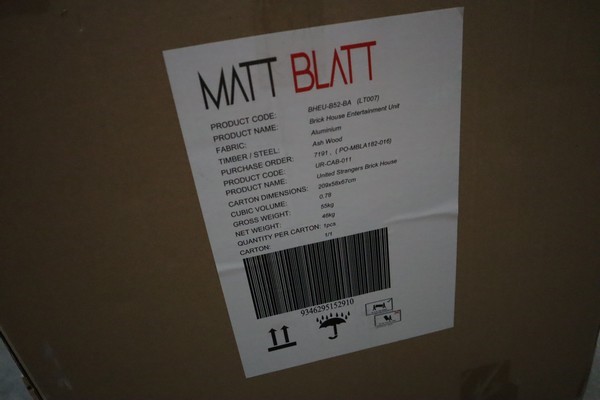 MATT BLATT
PRODUCT CODE: BHEU-B52-BA (LT007)
PRODUCT NAME: Brick House Entertainment Unit
FABRIC: Aluminium
TIMBER / STEEL: Ash Wood
PURCHASE ORDER: 7191 , ( PO-MBLA182-016)
PRODUCT CODE: UR-CAB-011
PRODUCT NAME: United Strangers Brick House
CARTON DIMENSIONS: 209x56x67cm
CUBIC VOLUME: 0.78
GROSS WEIGHT: 55kg
NET WEIGHT: 46kg
QUANTITY PER CARTON: 1pcs
CARTON: 1/1
9346295152910